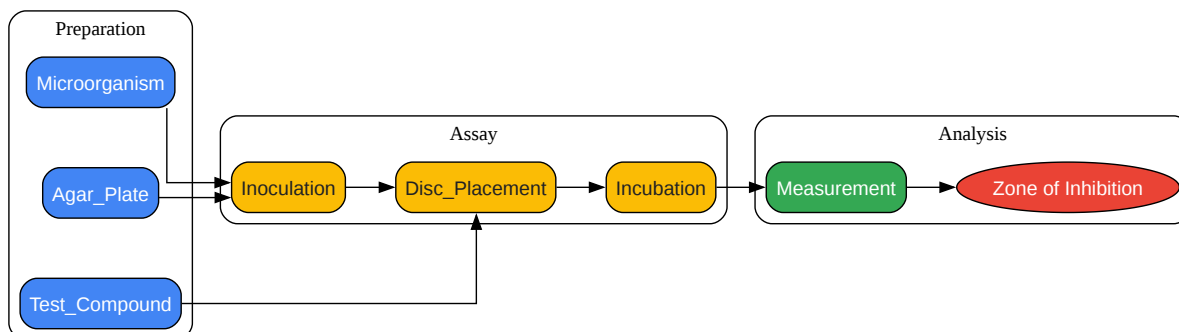 Preparation
Microorganism
Agar_Plate
Test_Compound
Assay
Inoculation
Disc_Placement
Incubation
Analysis
Measurement
Zone of Inhibition